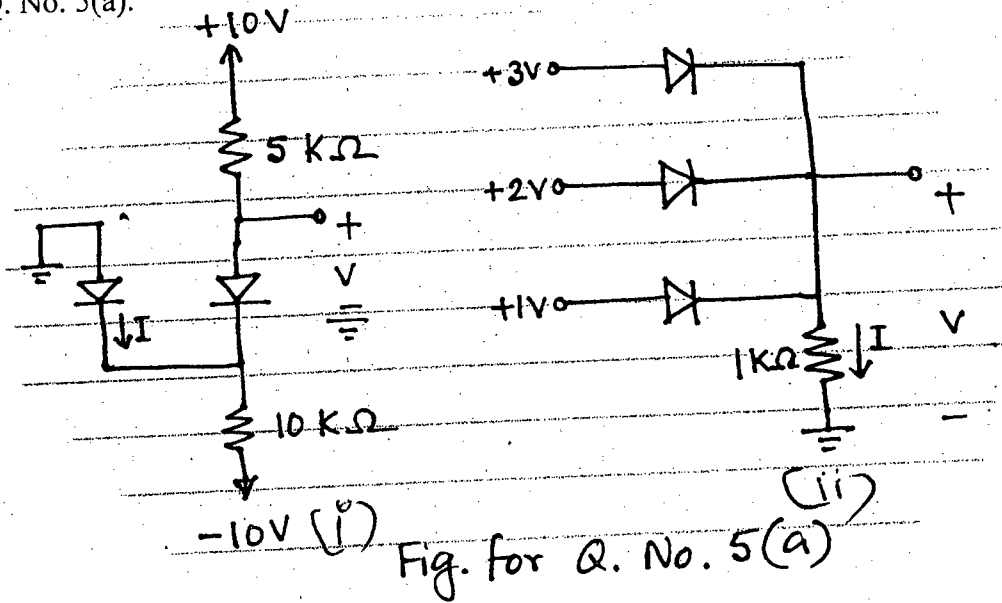 . No. 5(a).
+10V
5 KΩ
+
V
I
10 KΩ
-10V (i)
+3V
+2V
+1V
+
V
-
1KΩ
I
(ii)
Fig. for Q. No. 5(a)